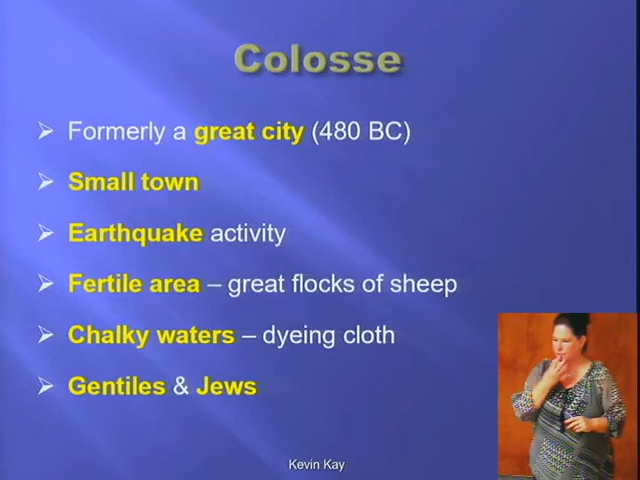 Colosse
Formerly a great city (480 BC)
Small town
Earthquake activity
Fertile area – great flocks of sheep
Chalky waters – dyeing cloth
Gentiles & Jews
Kevin Kay